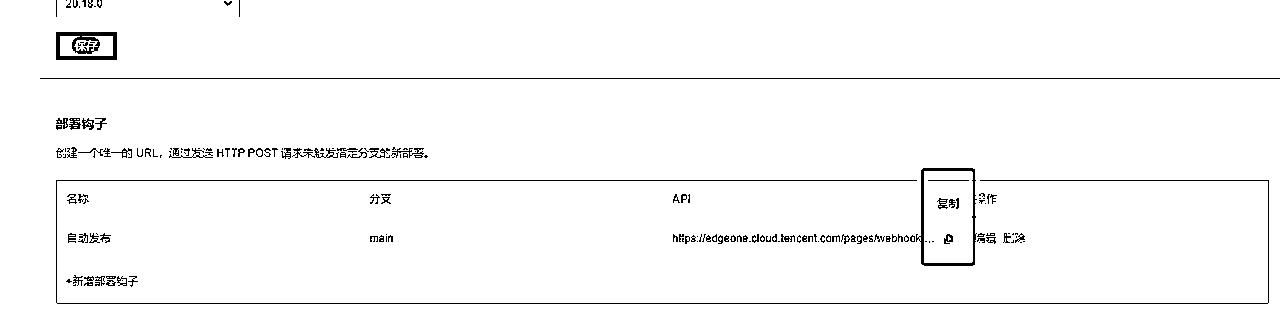 20.18.0
保存
部署钩子
创建一个唯一的 URL，通过发送 HTTP POST 请求来触发指定分支的新部署。
名称 分支 API 复制 操作
自动发布 main https://edgeone.cloud.tencent.com/pages/webhook... 编辑 删除
+新增部署钩子